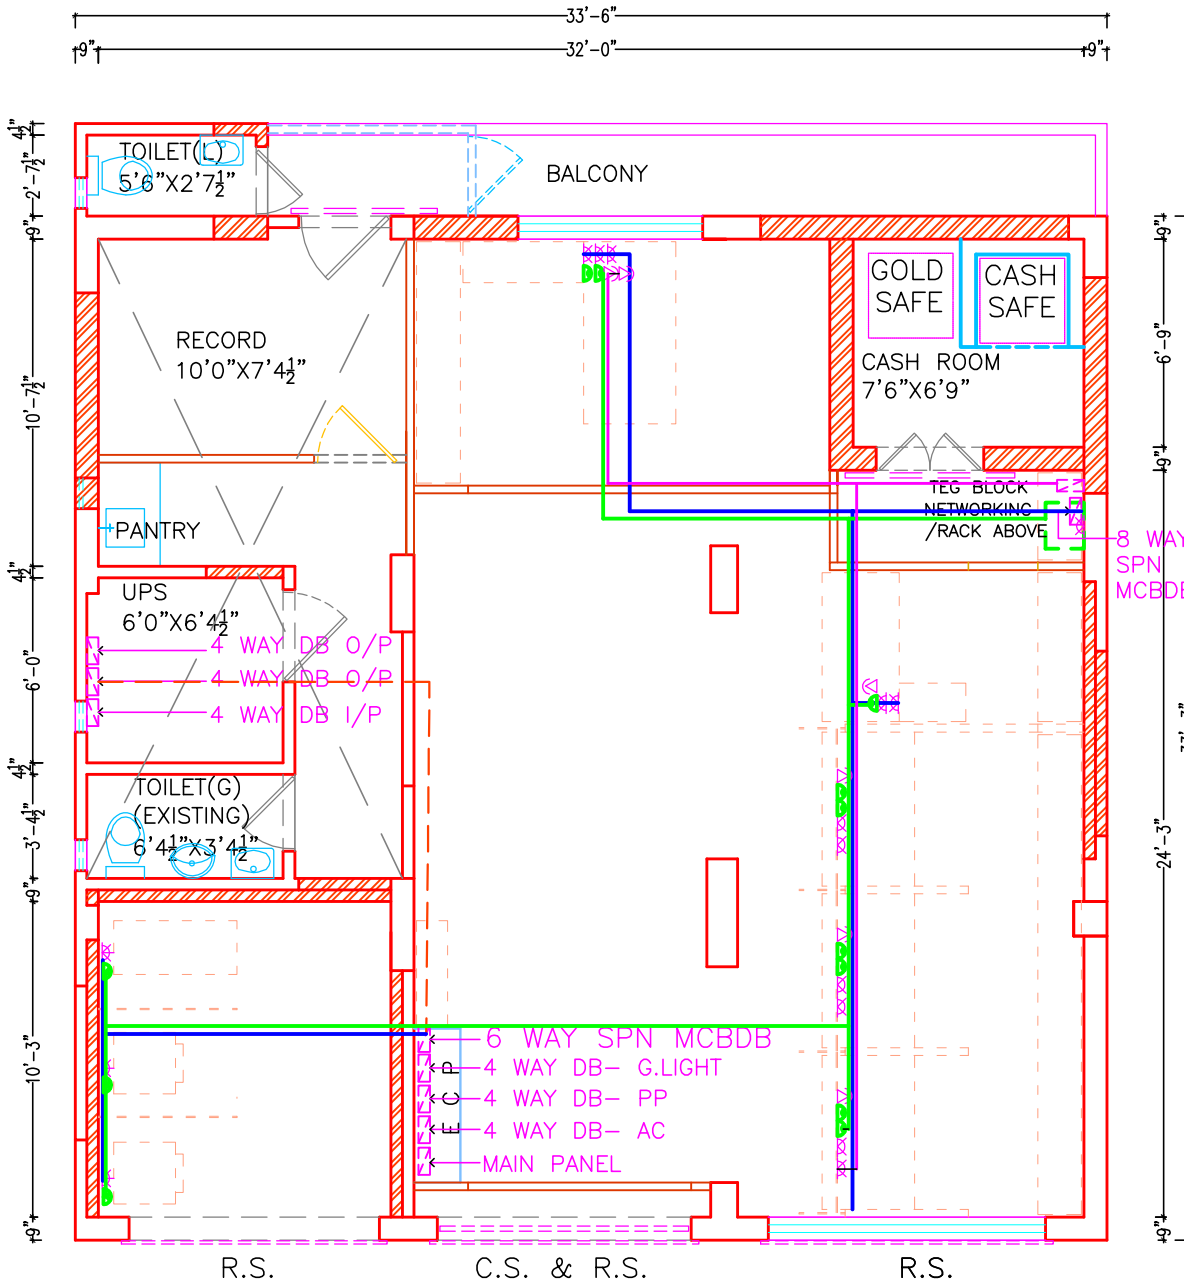 33'-6"
9"
32'-0"
9"
4½"
TOILET(L)
5'6"X2'7½"
2'-7½"
BALCONY
9"
9"
GOLD
SAFE
CASH
SAFE
RECORD
10'0"X7'4½"
CASH ROOM
7'6"X6'9"
6'-9"
10'-7½"
9"
TEG BLOCK
NETWORKING
/RACK ABOVE
PANTRY
8 WAY
SPN
MCBDB
4½"
UPS
6'0"X6'4½"
4 WAY DB O/P
4 WAY DB O/P
4 WAY DB I/P
6'-0"
4½"
TOILET(G)
(EXISTING)
6'4½"X3'4½"
3'-4½"
24'-3"
9"
6 WAY SPN MCBDB
4 WAY DB- G.LIGHT
4 WAY DB- PP
4 WAY DB- AC
MAIN PANEL
E C P
10'-3"
9"
9"
R.S.
C.S. & R.S.
R.S.